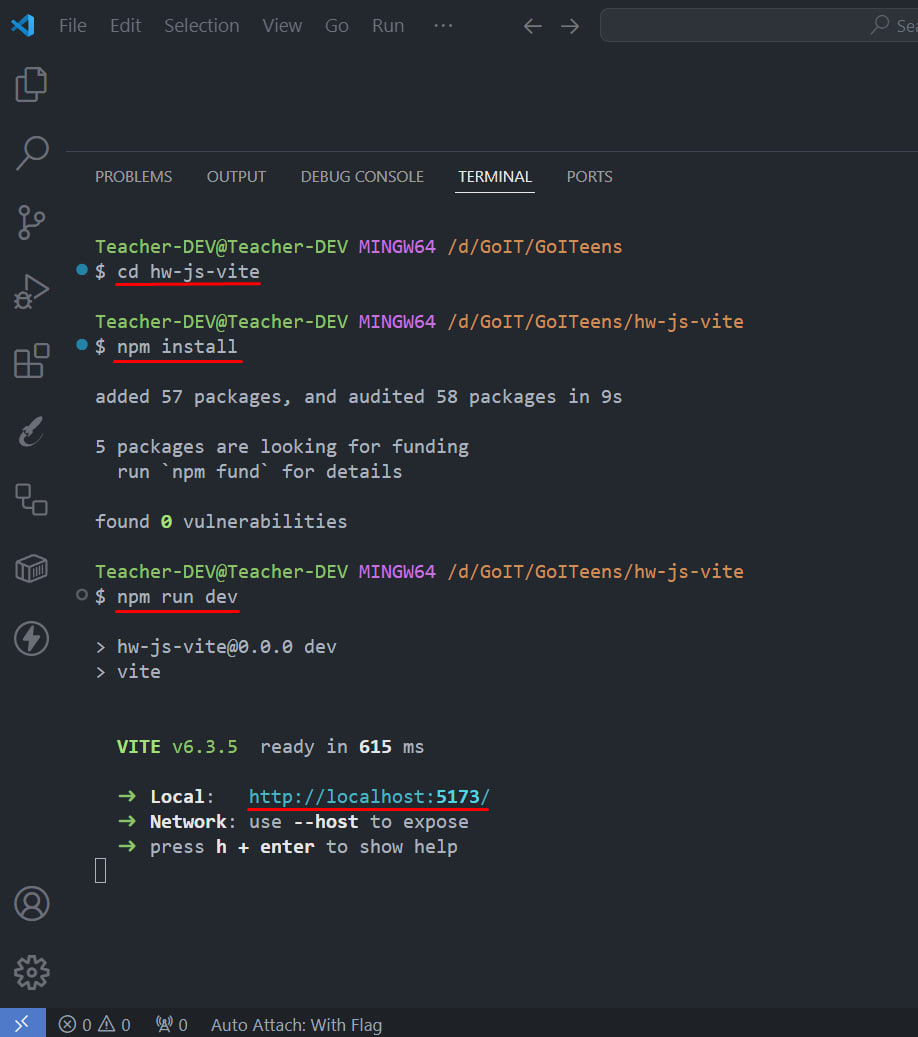 File Edit Selection View Go Run ···
PROBLEMS OUTPUT DEBUG CONSOLE TERMINAL PORTS
Teacher-DEV@Teacher-DEV MINGW64 /d/GoIT/GoITeens
$ cd hw-js-vite
Teacher-DEV@Teacher-DEV MINGW64 /d/GoIT/GoITeens/hw-js-vite
$ npm install
added 57 packages, and audited 58 packages in 9s
5 packages are looking for funding
run `npm fund` for details
found 0 vulnerabilities
Teacher-DEV@Teacher-DEV MINGW64 /d/GoIT/GoITeens/hw-js-vite
$ npm run dev
> hw-js-vite@0.0.0 dev
> vite
VITE v6.3.5 ready in 615 ms
➜ Local: http://localhost:5173/
➜ Network: use --host to expose
➜ press h + enter to show help
0 0 0 Auto Attach: With Flag